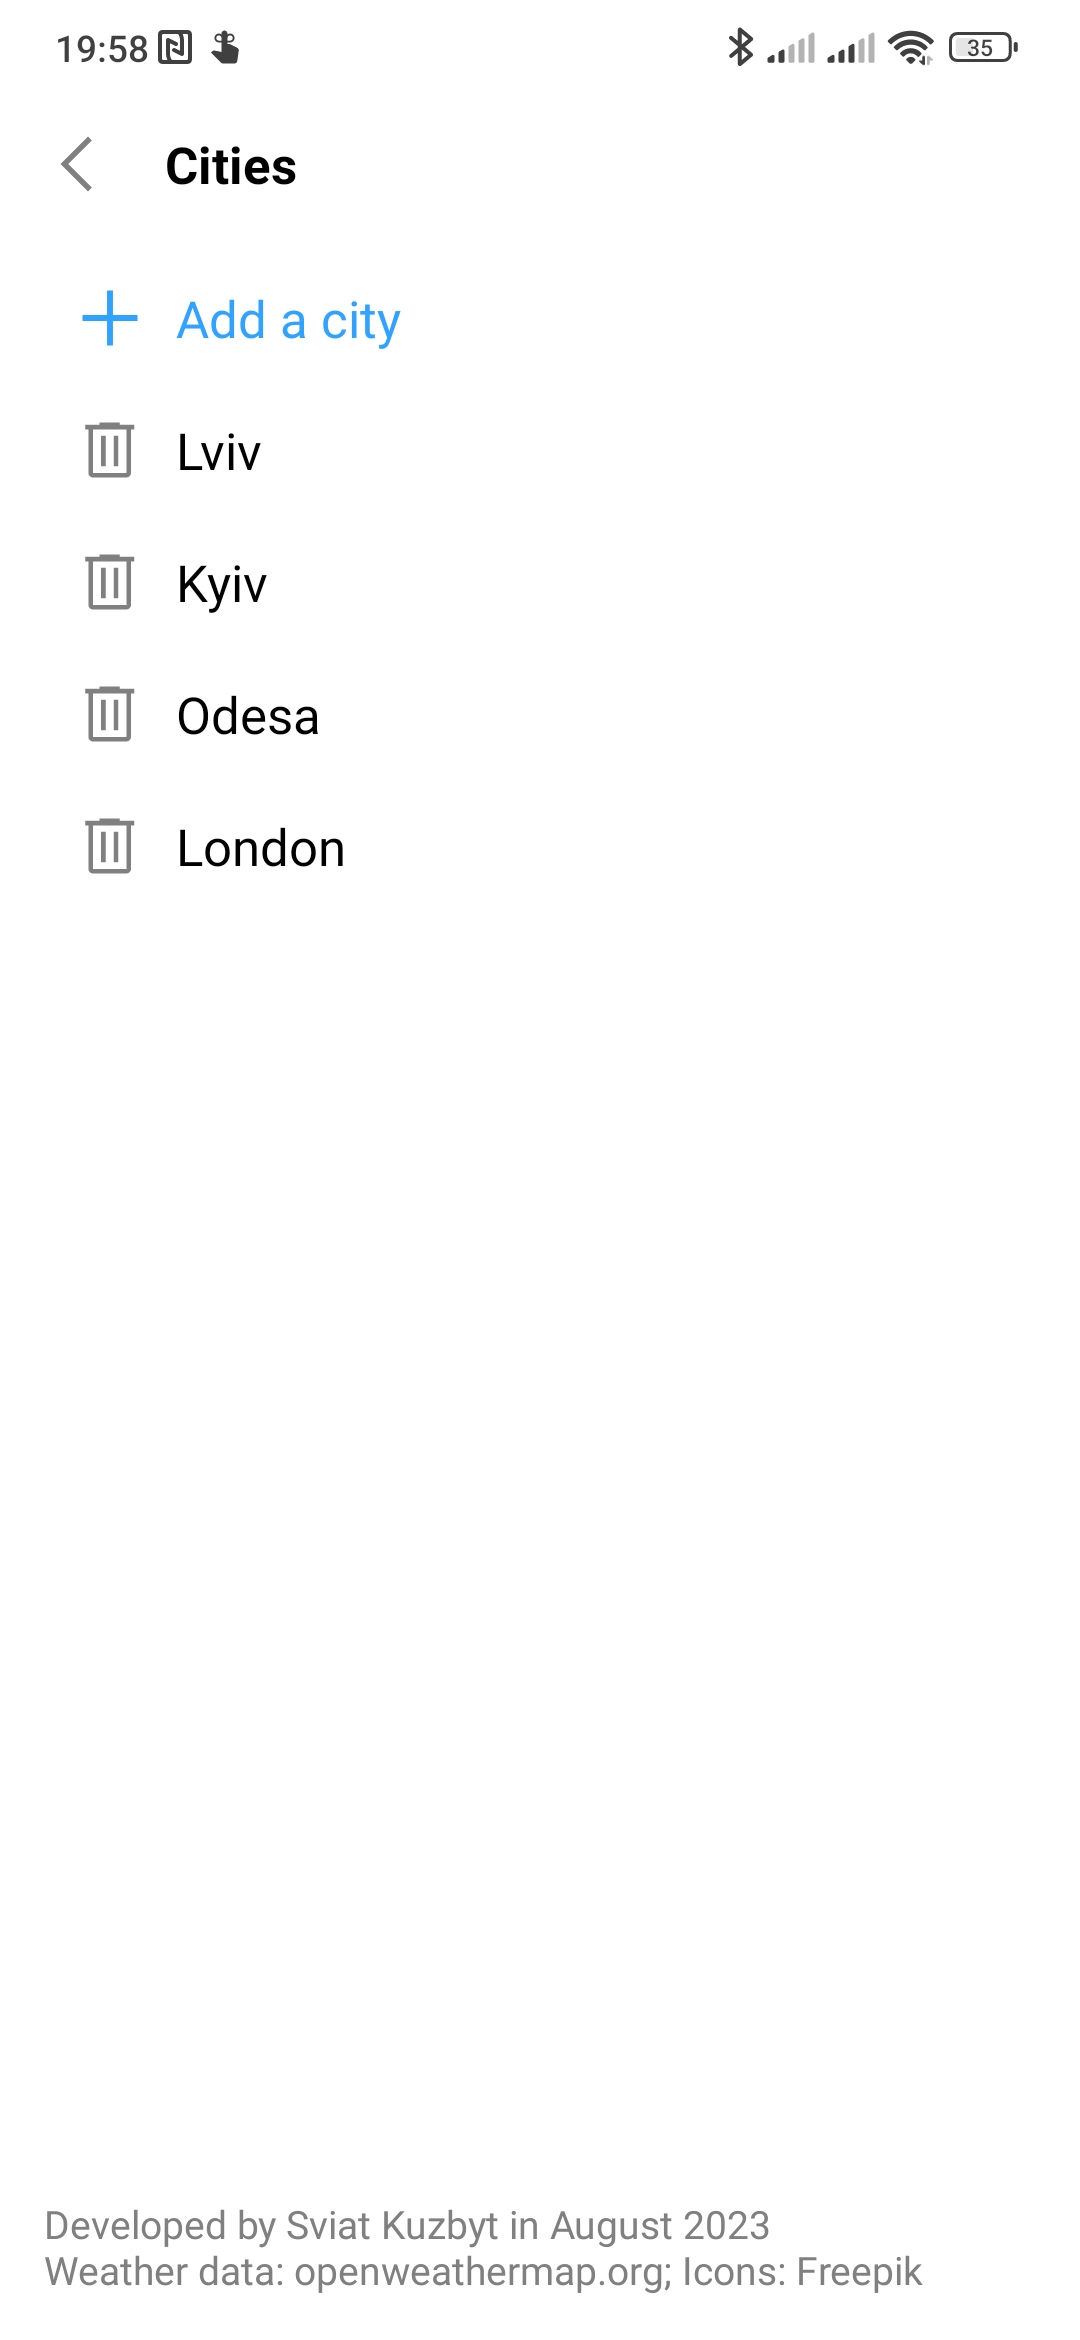 19:58
35
Cities
Add a city
Lviv
Kyiv
Odesa
London
Developed by Sviat Kuzbyt in August 2023
Weather data: openweathermap.org; Icons: Freepik